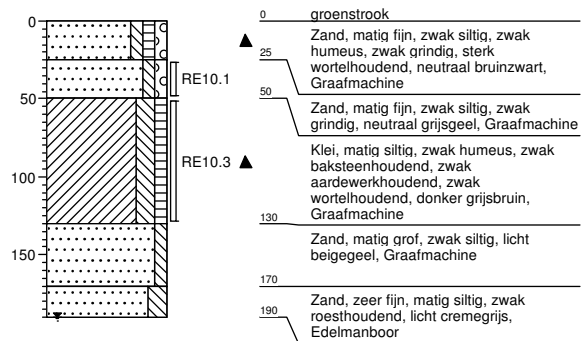 0
50
100
150
RE10.1
RE10.3
0 groenstrook
Zand, matig fijn, zwak siltig, zwak
humeus, zwak grindig, sterk
25 wortelhoudend, neutraal bruinzwart,
Graafmachine
50
Zand, matig fijn, zwak siltig, zwak
grindig, neutraal grijsgeel, Graafmachine
Klei, matig siltig, zwak humeus, zwak
baksteenhoudend, zwak
aardewerkhoudend, zwak
wortelhoudend, donker grijsbruin,
Graafmachine
130
Zand, matig grof, zwak siltig, licht
beigegeel, Graafmachine
170
Zand, zeer fijn, matig siltig, zwak
190 roesthoudend, licht cremegrijs,
Edelmanboor